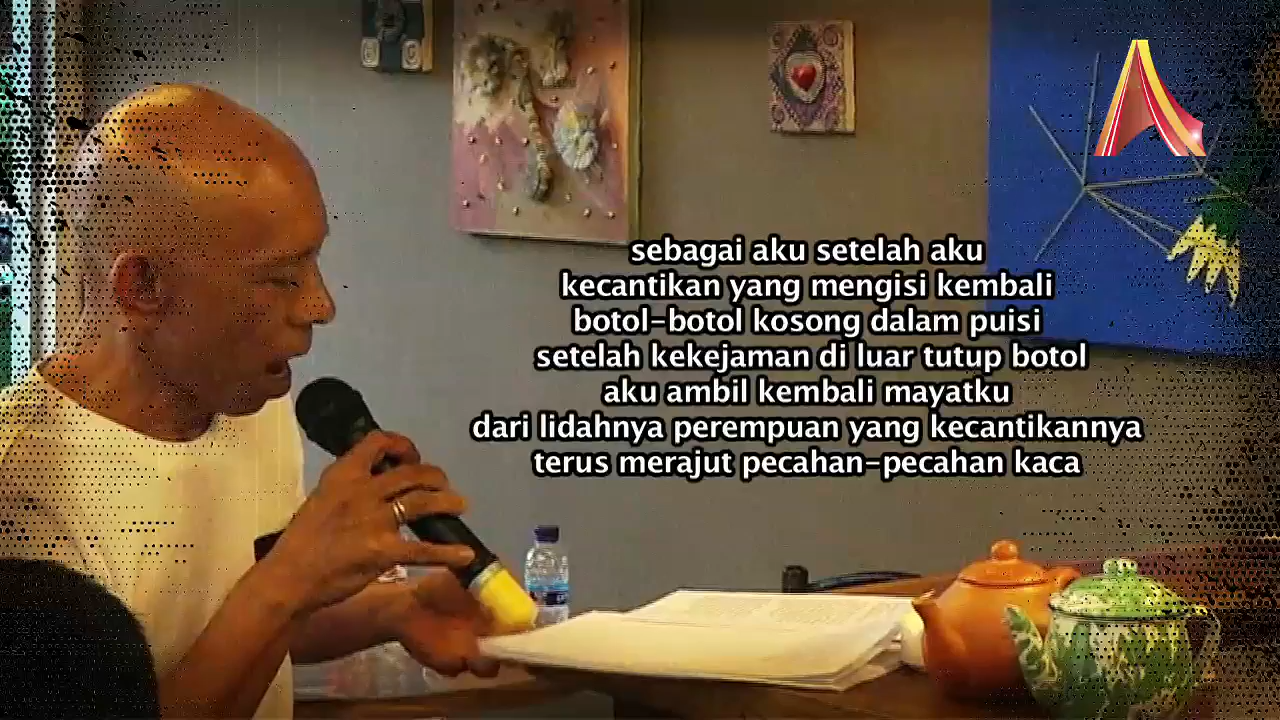 sebagai aku setelah aku
kecantikan yang mengisi kembali
botol-botol kosong dalam puisi
setelah kekejaman di luar tutup botol
aku ambil kembali mayatku
dari lidahnya perempuan yang kecantikannya
terus merajut pecahan-pecahan kaca